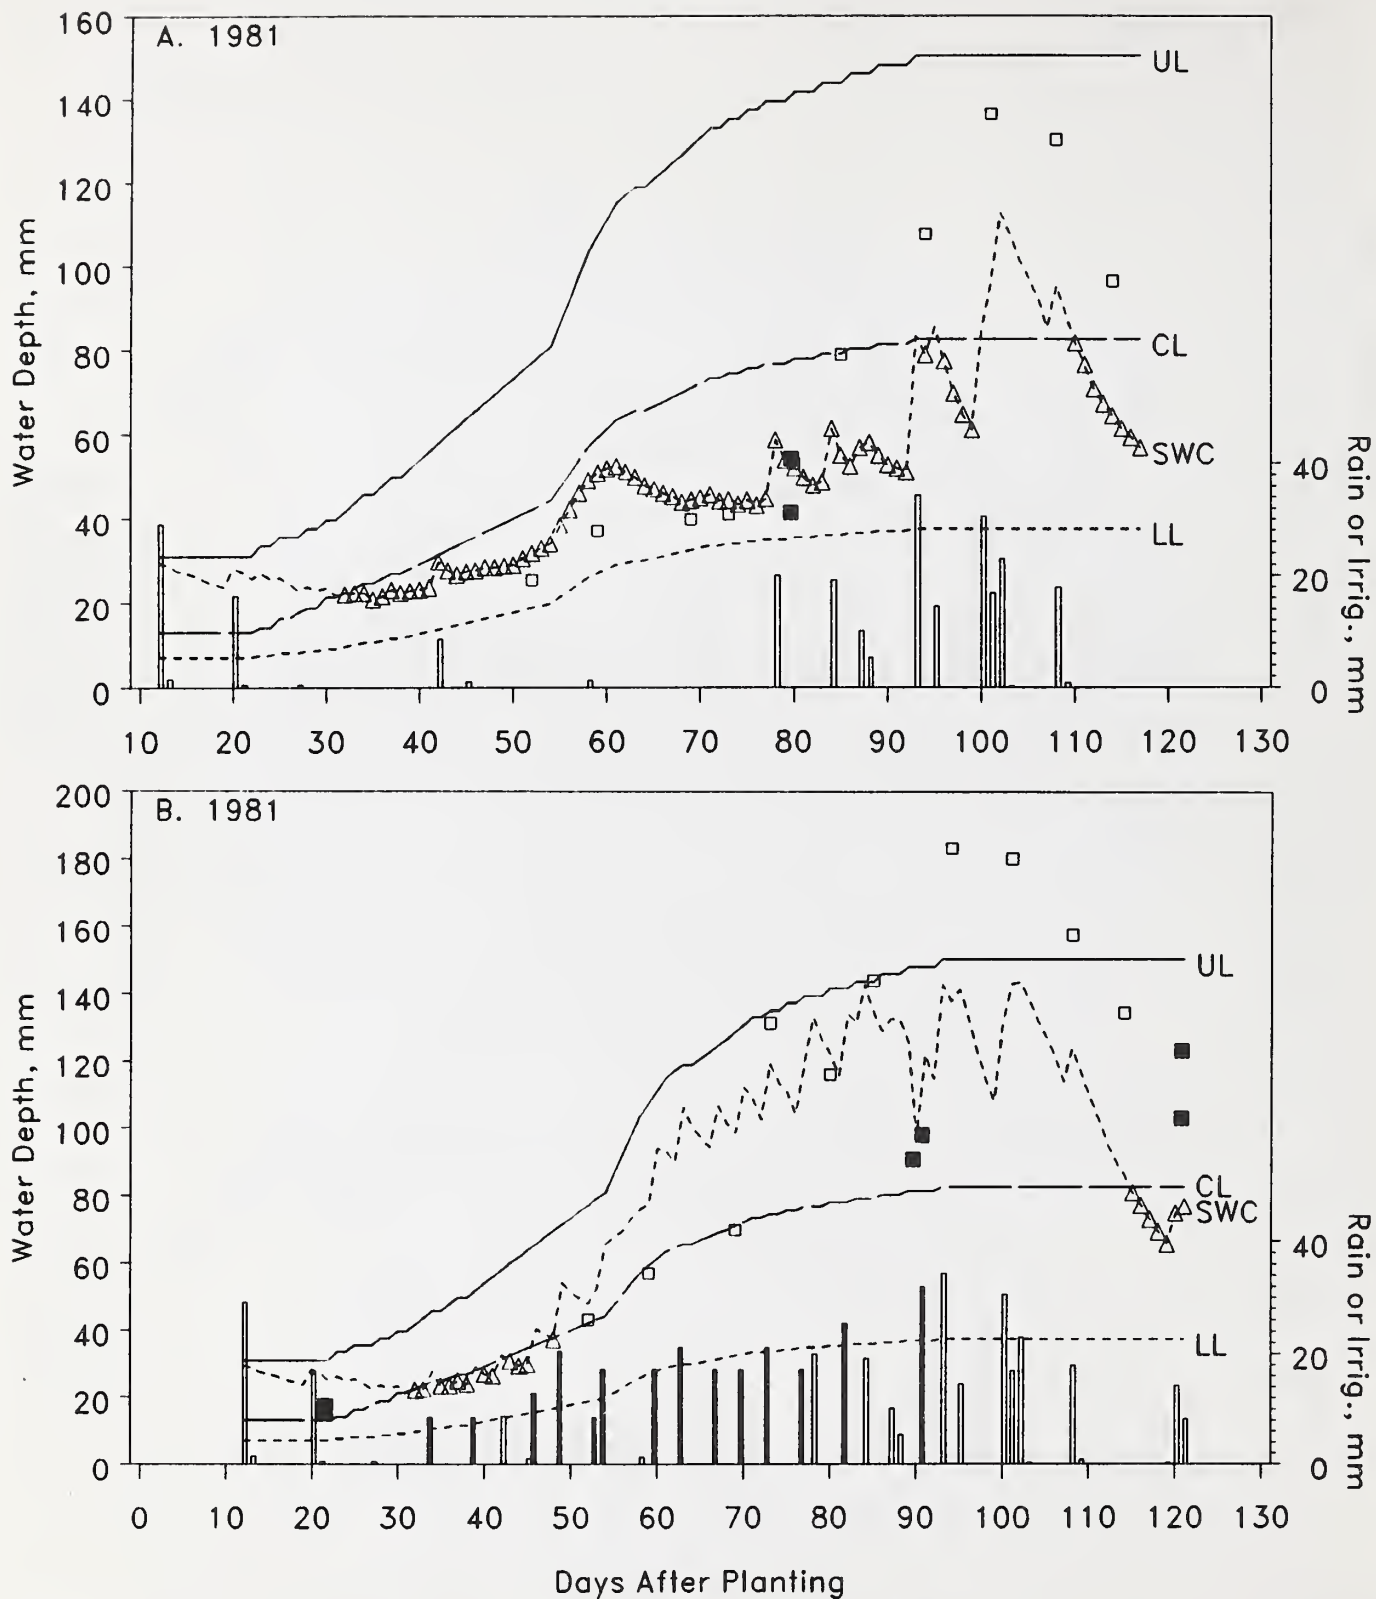 A. 1981
160
140
120
100
80
60
40
20
0
Water Depth, mm
UL
CL
SWC
LL
40
20
0
Rain or Irrig., mm
10 20 30 40 50 60 70 80 90 100 110 120 130
B. 1981
200
180
160
140
120
100
80
60
40
20
0
Water Depth, mm
UL
CL
SWC
LL
40
20
0
Rain or Irrig., mm
0 10 20 30 40 50 60 70 80 90 100 110 120 130
Days After Planting